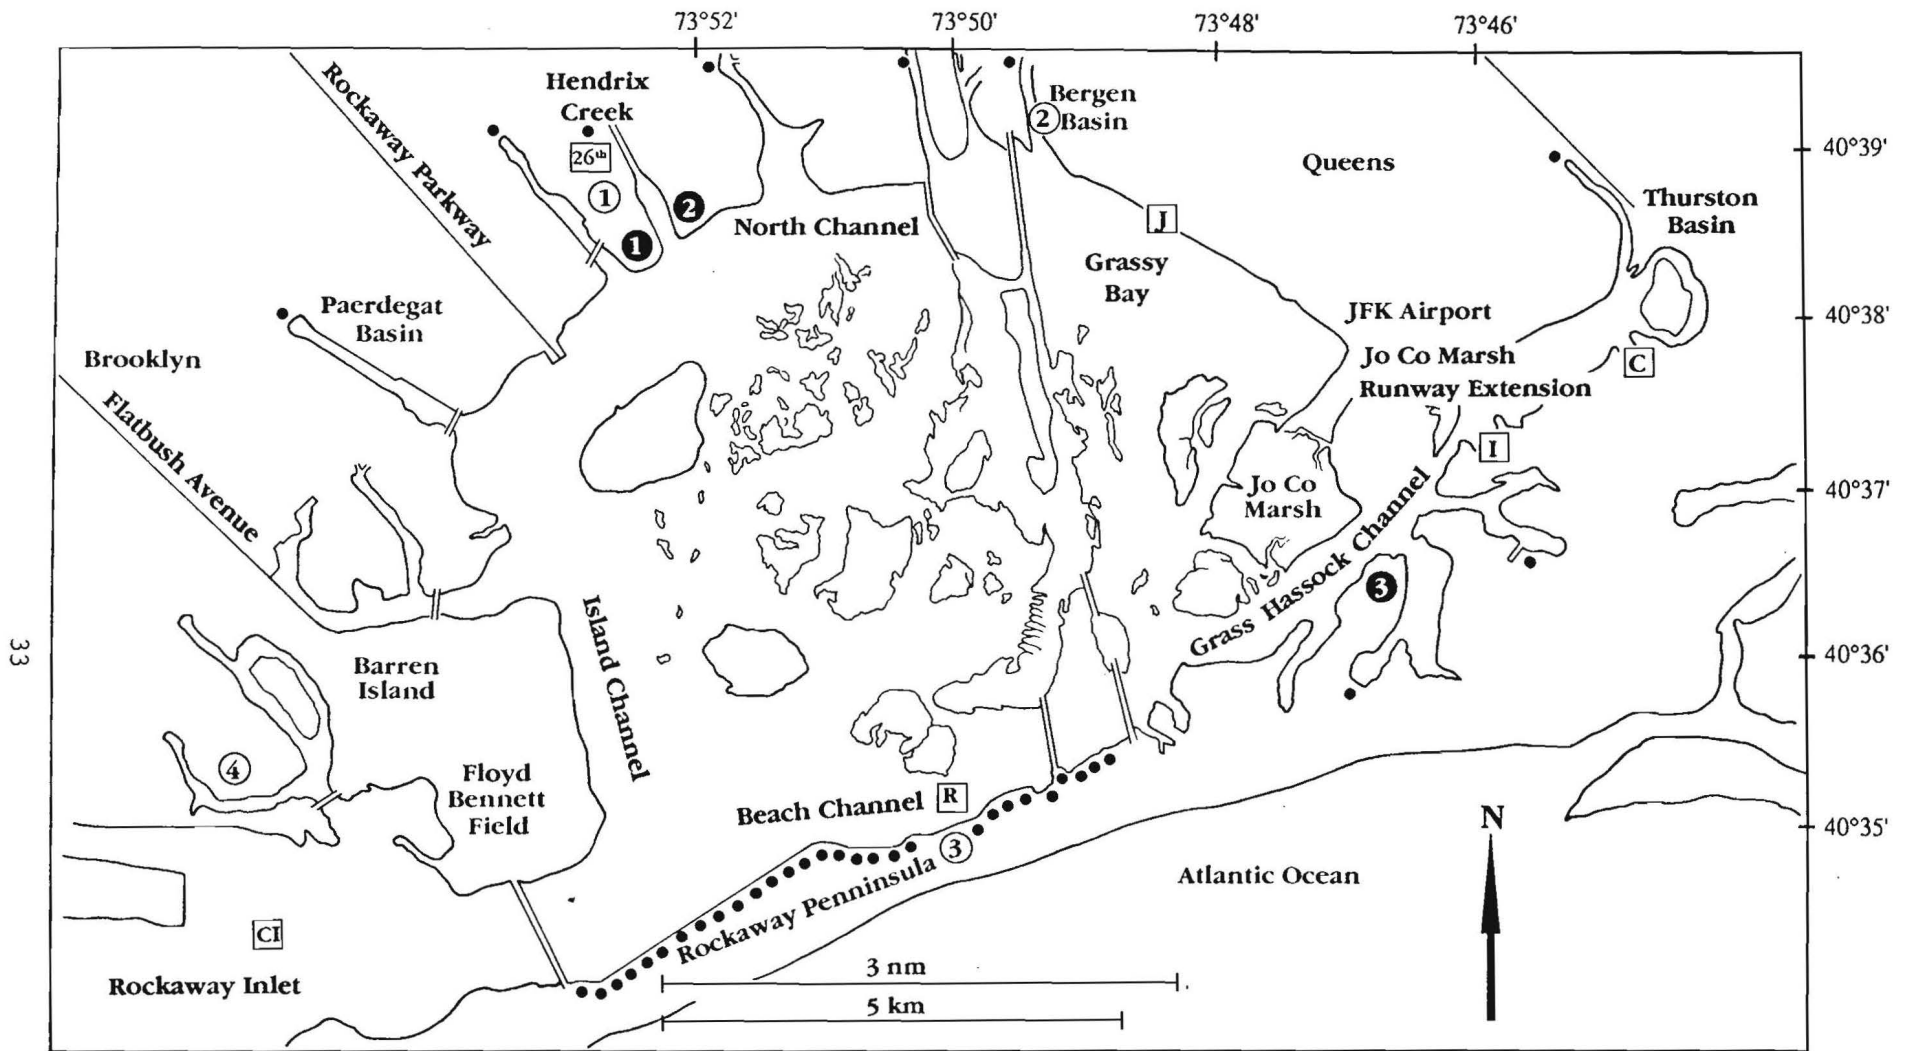 73°52'
73°50'
73°48'
73°46'
Rockaway Parkway
Hendrix
Creek
26th
1
1
2
Bergen
Basin
2
Queens
40°39'
Thurston
Basin
North Channel
J
Grassy
Bay
Paerdegat
Basin
JFK Airport
40°38'
Brooklyn
Jo Co Marsh
Runway Extension
C
Flatbush Avenue
I
Jo Co
Marsh
40°37'
Grass Hassock Channel
3
33
Island Channel
Barren
Island
40°36'
4
Floyd
Bennett
Field
Beach Channel
R
3
N
40°35'
Rockaway Penninsula
Atlantic Ocean
CI
Rockaway Inlet
3 nm
5 km